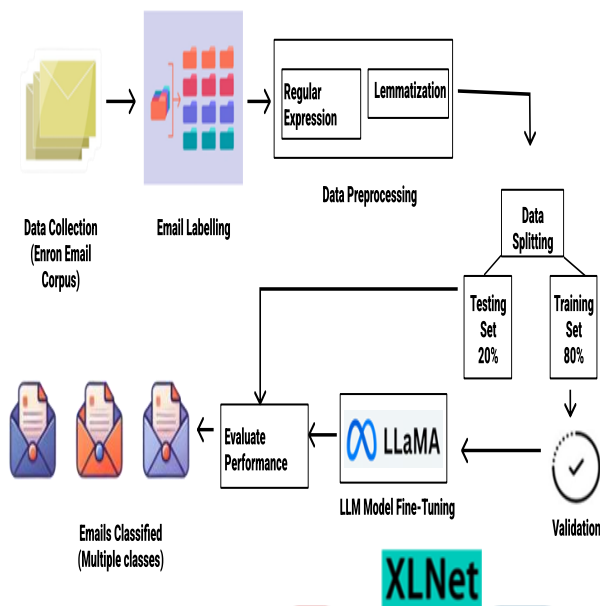 Regular
Expression
Lemmatization
Data Preprocessing
Data Collection
(Enron Email
Corpus)
Email Labelling
Data
Splitting
Testing
Set
20%
Training
Set
80%
Evaluate
Performance
LLaMA
LLM Model Fine-Tuning
Validation
Emails Classified
(Multiple classes)
XLNet